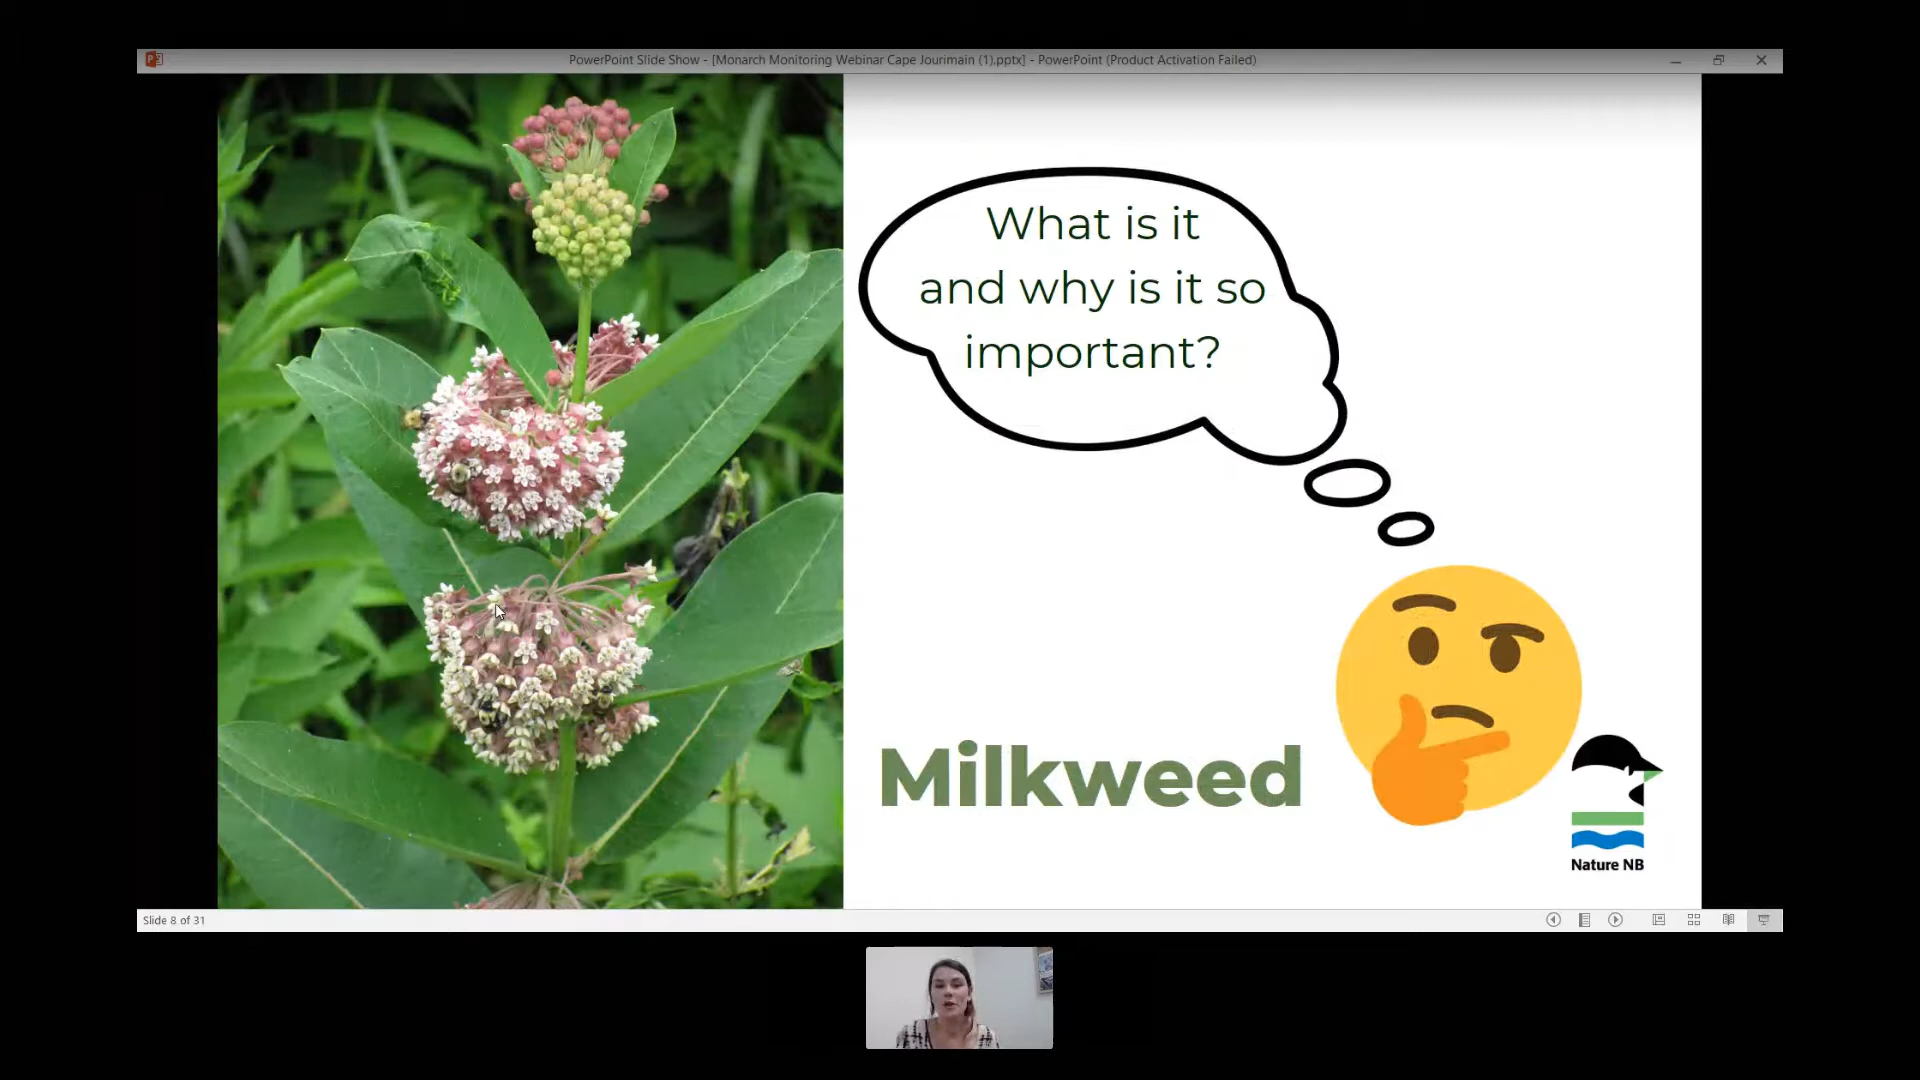 PowerPoint Slide Show - [Monarch Monitoring Webinar Cape Jourimain (1).pptx] - PowerPoint (Product Activation Failed)
What is it
and why is it so
important?
Milkweed
Nature NB
Slide 8 of 31